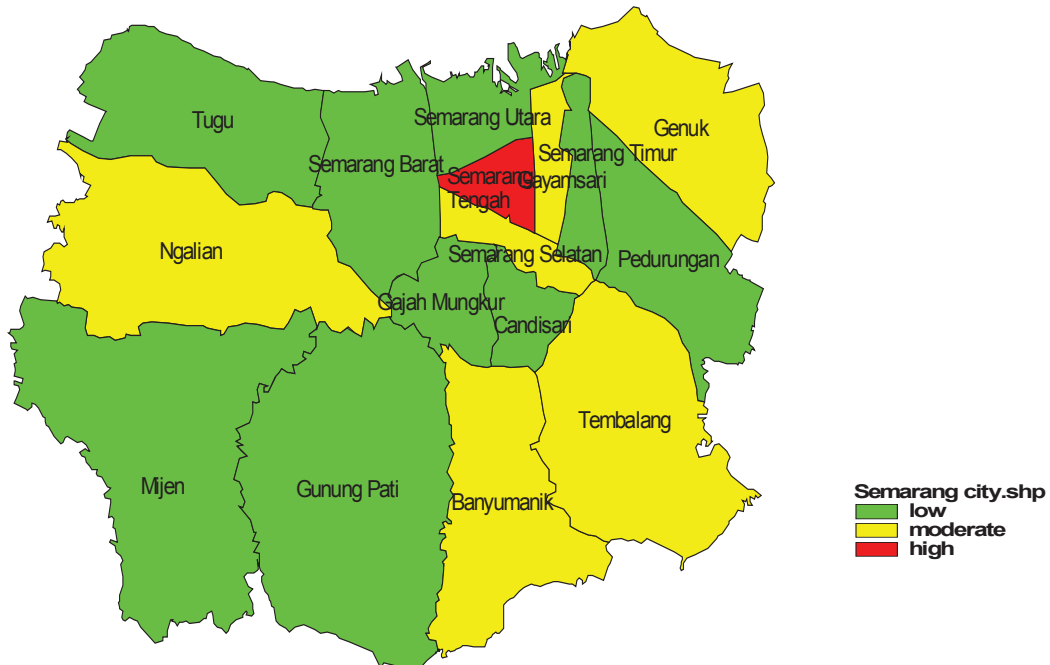 Tugu
Semarang Utara
Genuk
Semarang Barat
Semarang Timur
Semarang
Tengah
Gayamsari
Ngalian
Semarang Selatan
Pedurungan
Gajah Mungkur
Candisari
Tembalang
Mijen
Gunung Pati
Banyumanik
Semarang city.shp
low
moderate
high